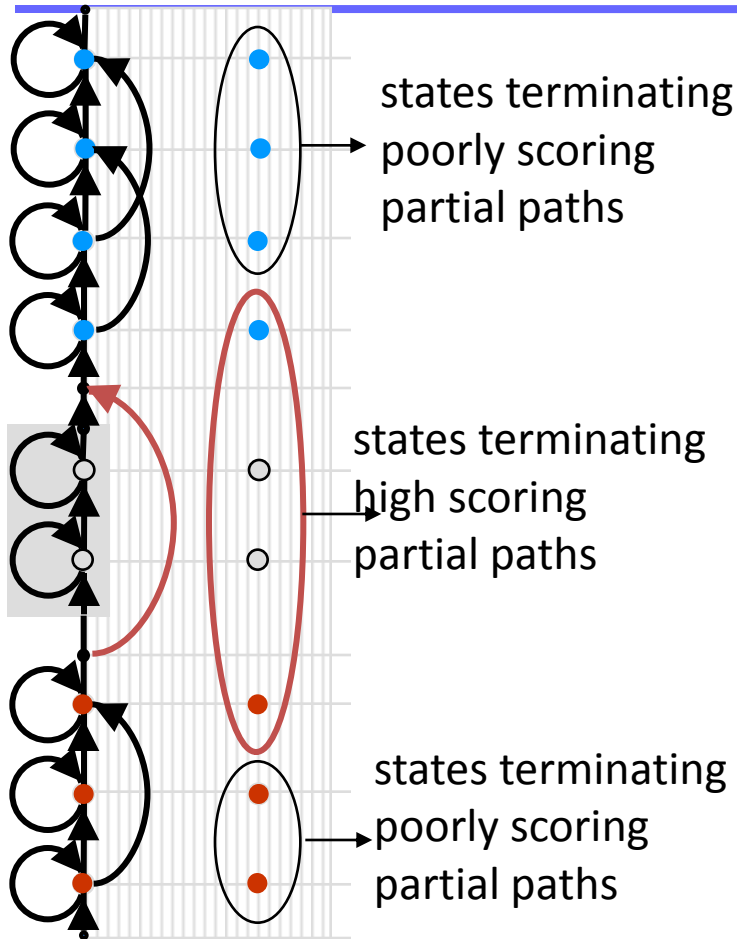 states terminating
poorly scoring
partial paths
states terminating
high scoring
partial paths
states terminating
poorly scoring
partial paths